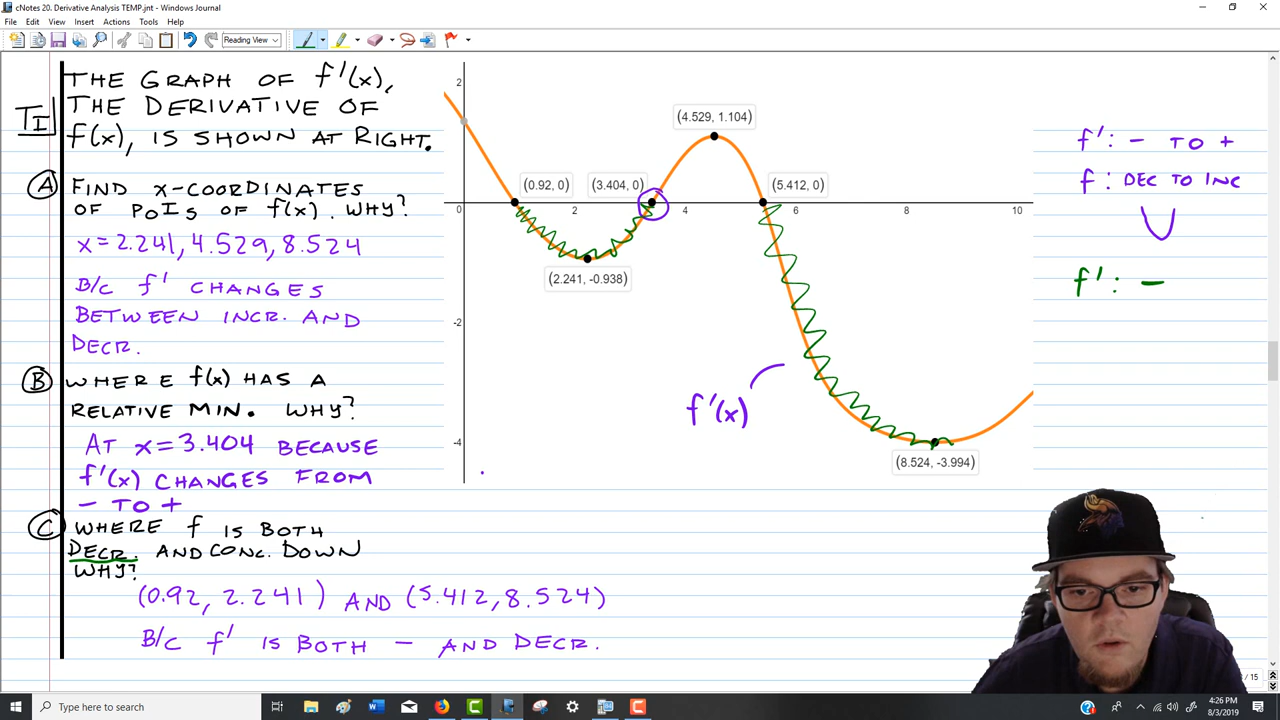 cNotes 20. Derivative Analysis TEMP.jnt - Windows Journal
File Edit View Insert Actions Tools Help
Reading View
TI
THE GRAPH OF f'(x),
THE DERIVATIVE OF
f(x), IS SHOWN AT RIGHT.
A FIND x-COORDINATES
OF POIS OF f(x). WHY?
x=2.241, 4.529, 8.524
B/C f' CHANGES
BETWEEN INCR. AND
DECR.
B WHERE f(x) HAS A
RELATIVE MIN. WHY?
AT x=3.404 BECAUSE
f'(x) CHANGES FROM
- TO +
C WHERE f IS BOTH
DECR. AND CONC. DOWN
WHY?
(0.92, 2.241) AND (5.412, 8.524)
B/C f' IS BOTH - AND DECR.
2
(4.529, 1.104)
(0.92, 0)
(3.404, 0)
(5.412, 0)
0 2 4 6 8 10
(2.241, -0.938)
-2
f'(x)
-4
(8.524, -3.994)
f': - TO +
f: DEC TO INC
f': -
/ 15
Type here to search
4:26 PM
8/3/2019